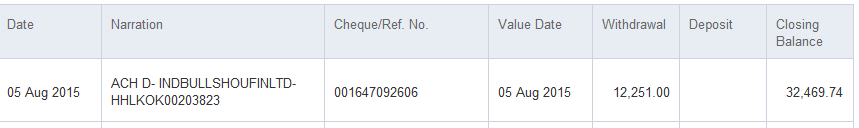 Date Narration Cheque/Ref. No. Value Date Withdrawal Deposit Closing
Balance
05 Aug 2015 ACH D- INDBULLSHOUFINLTD-
HHLKOK00203823 001647092606 05 Aug 2015 12,251.00 32,469.74